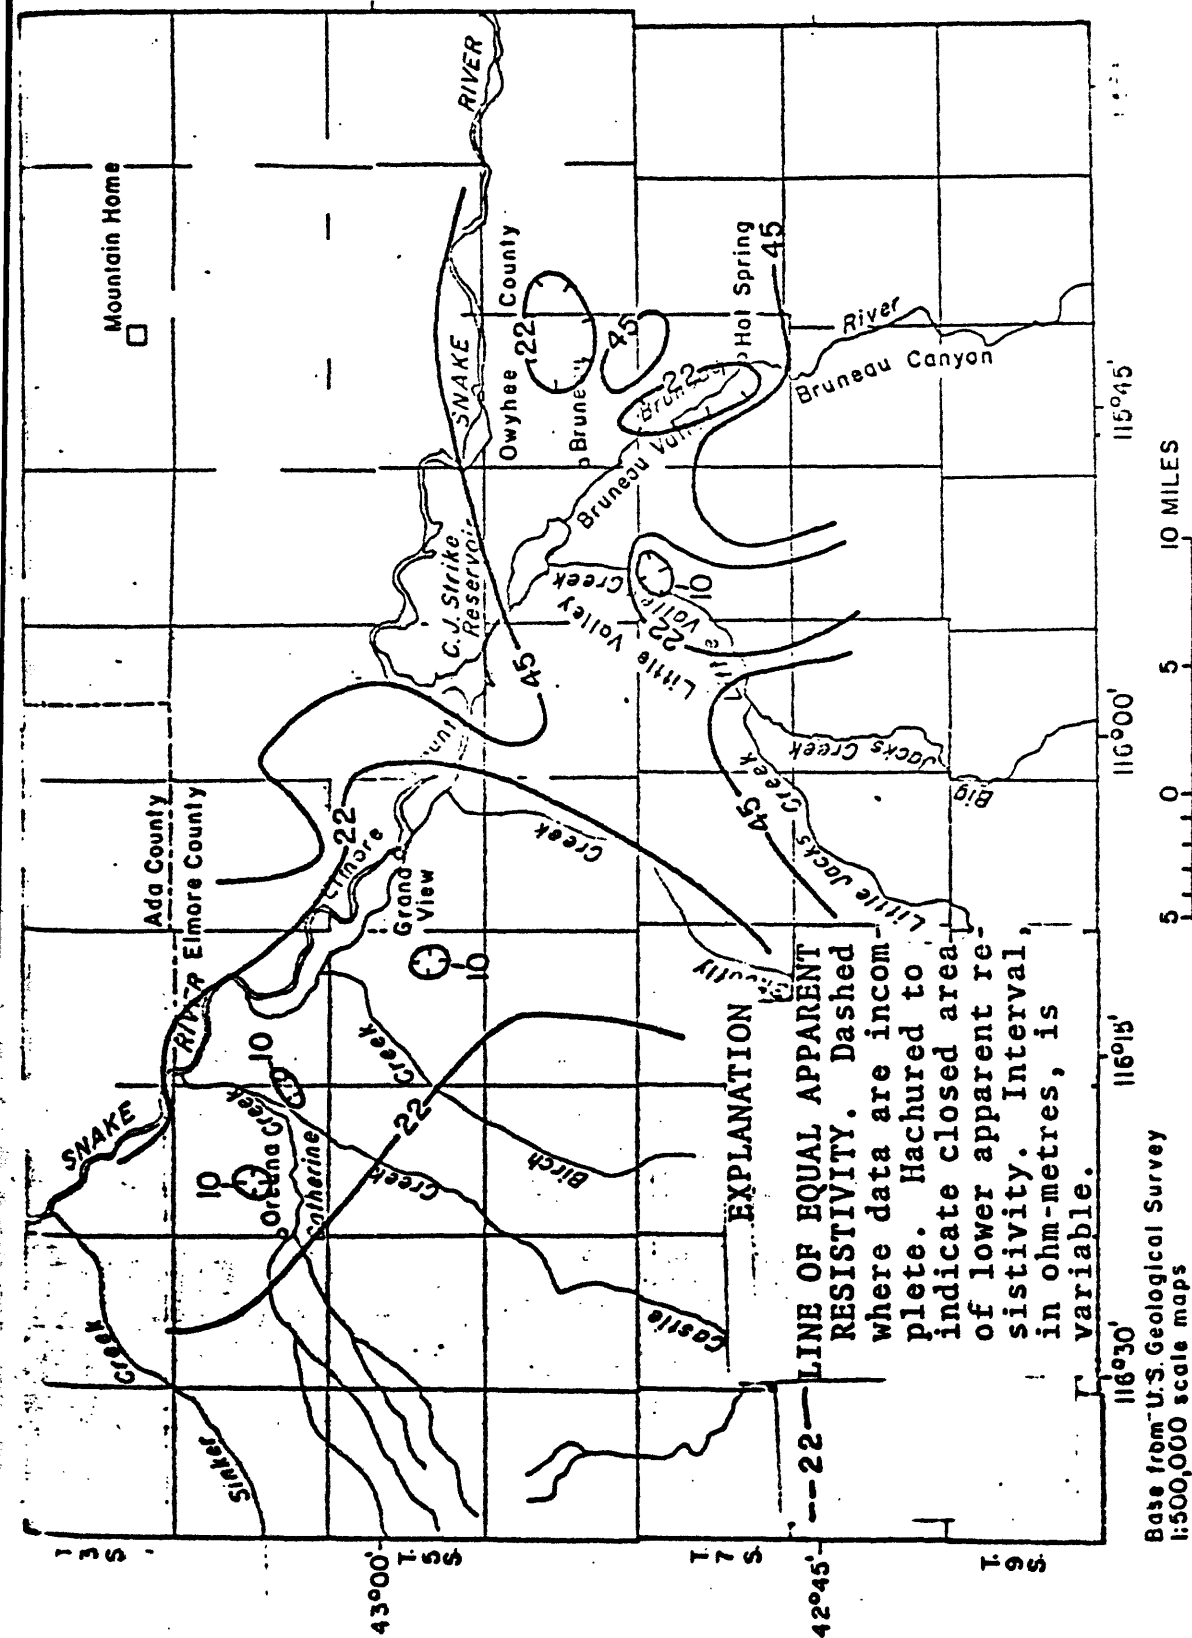 Mountain Home
RIVER
SNAKE
Owyhee County
22
45
Brune
Bruneau
22
Hot Spring
45
River
Bruneau Canyon
Bruneau Val
C. J. Strike
Reservoir
45
Creek
Little Valley
10
22
Ada County
Elmore County
22
Elmore
Grand
View
10
Creek
45
Little Jacks Creek
Jacks Creek
Big
SNAKE
RIVER
10
10
Creek
Catherine
Creek
Birch
Creek
22
Castle
Creek
Sinker
T
3
S
T
5
S
T
7
S.
T.
9
S.
43°00'
42°45'
116°30'
116°15'
116°00'
115°45'
EXPLANATION
--22— LINE OF EQUAL APPARENT
RESISTIVITY. Dashed
where data are incom-
plete. Hachured to
indicate closed area
of lower apparent re-
sistivity. Interval,
in ohm-metres, is
variable.
5 0 5 10 MILES
Base from U.S. Geological Survey
1:500,000 scale maps